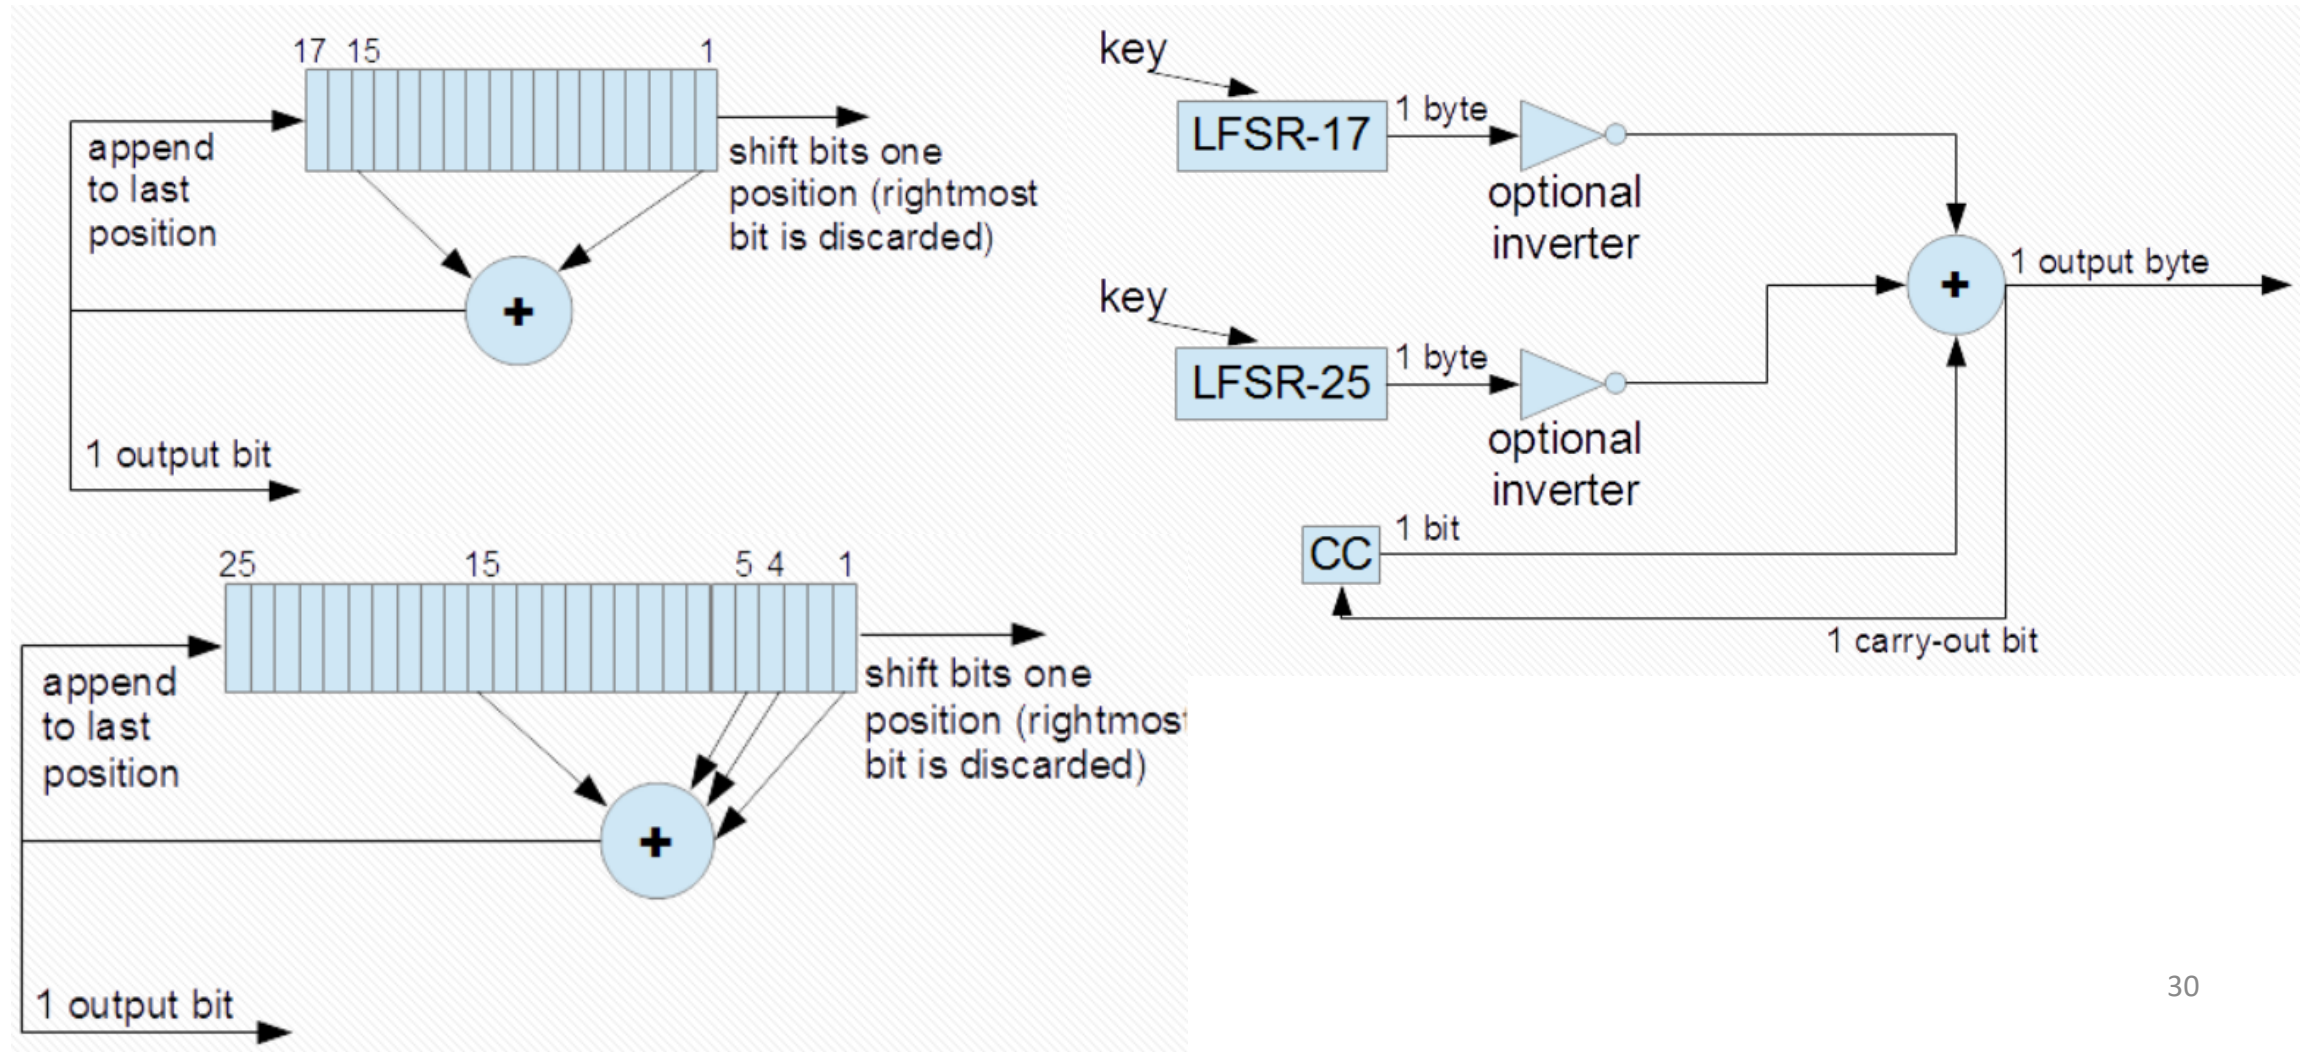 17 15 1
append
to last
position
shift bits one
position (rightmost
bit is discarded)
+
1 output bit
25 15 5 4 1
append
to last
position
shift bits one
position (rightmost
bit is discarded)
+
1 output bit
key
LFSR-17
1 byte
optional
inverter
key
LFSR-25
1 byte
optional
inverter
+
1 output byte
CC
1 bit
1 carry-out bit
30